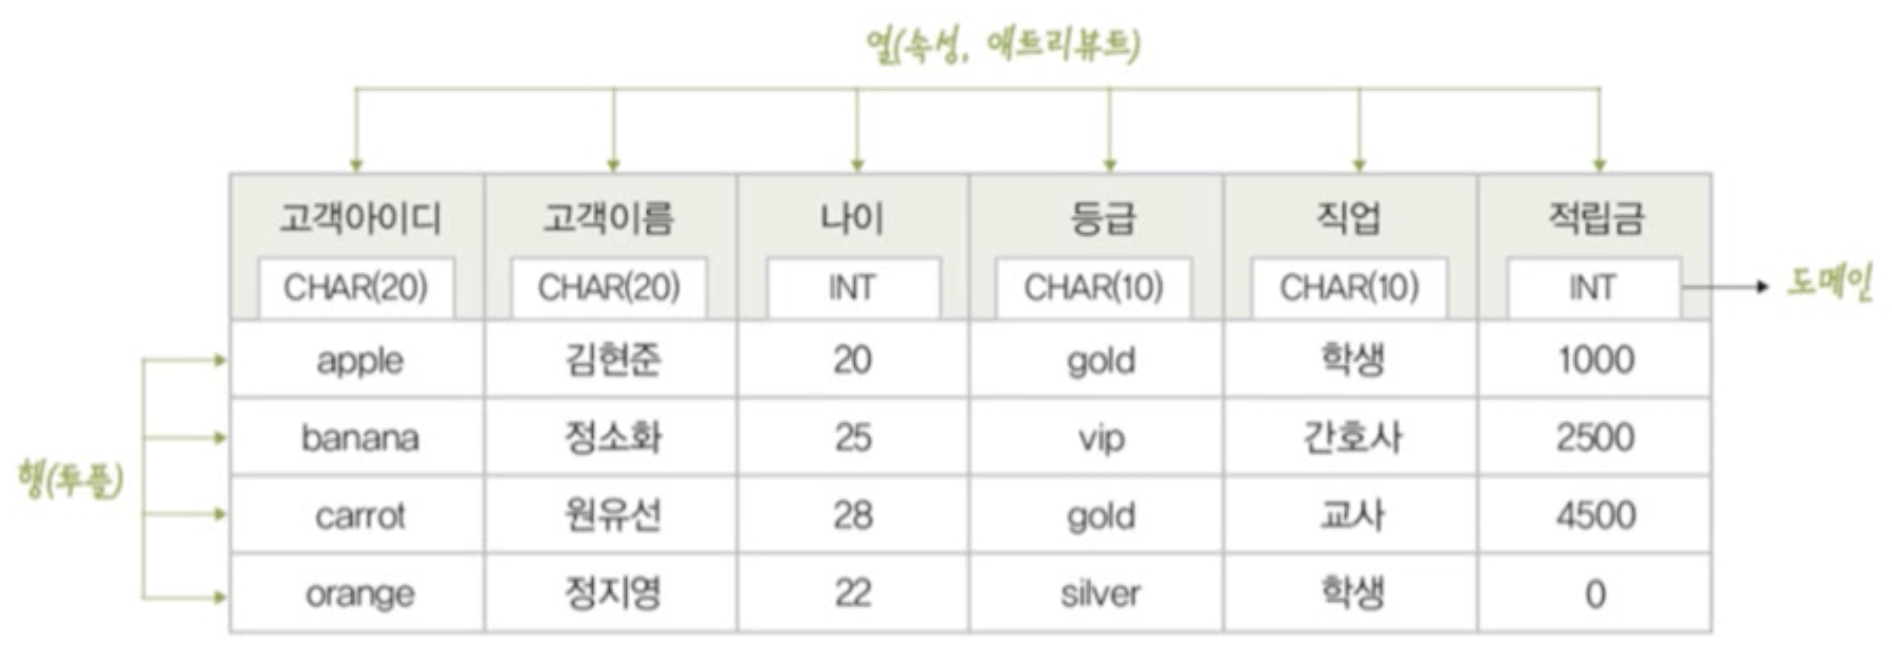 열(속성, 애트리뷰트)
고객아이디 고객이름 나이 등급 직업 적립금
CHAR(20) CHAR(20) INT CHAR(10) CHAR(10) INT 도메인
apple 김현준 20 gold 학생 1000
banana 정소화 25 vip 간호사 2500
행(투플)
carrot 원유선 28 gold 교사 4500
orange 정지영 22 silver 학생 0